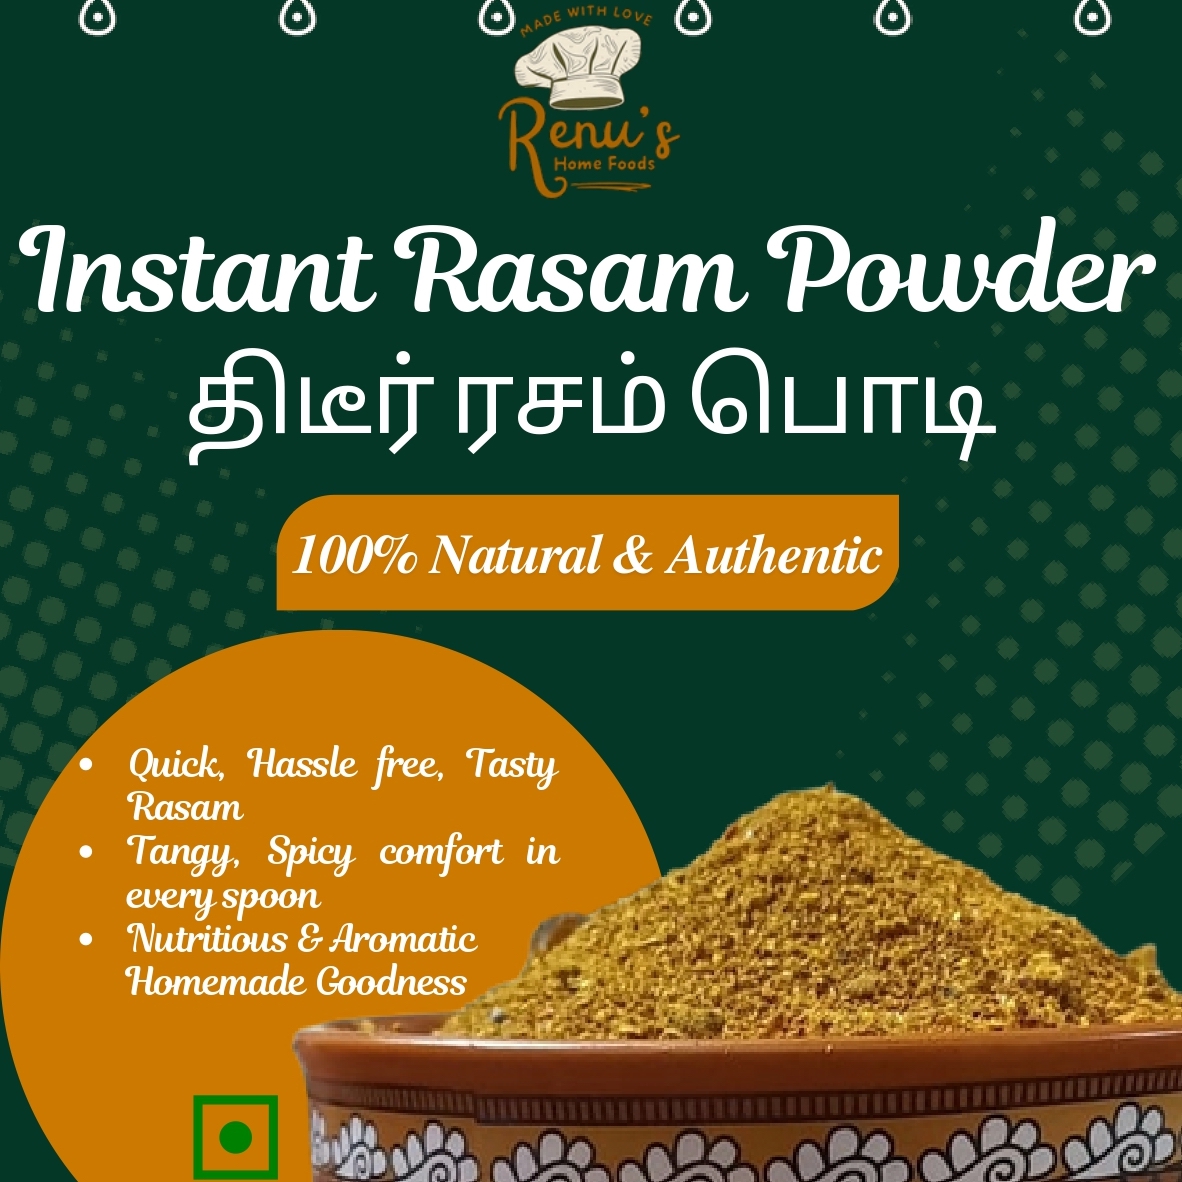 MADE WITH LOVE
Renu's
Home Foods
Instant Rasam Powder
திடீர் ரசம் பொடி
100% Natural & Authentic
• Quick, Hassle free, Tasty
Rasam
• Tangy, Spicy comfort in
every spoon
• Nutritious & Aromatic
Homemade Goodness